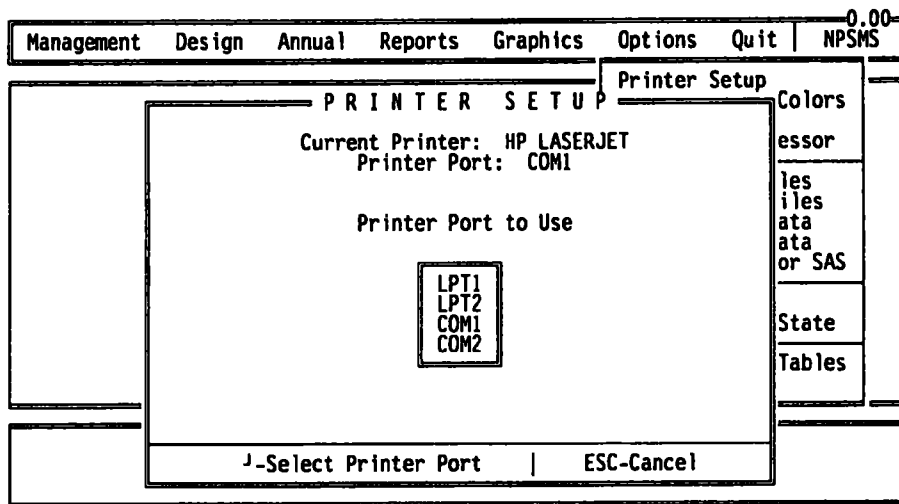 0.00
Management Design Annual Reports Graphics Options Quit | NPSMS
Printer Setup
PRINTER SETUP
Colors
Current Printer: HP LASERJET
essor
Printer Port: COM1
les
iles
Printer Port to Use
ata
ata
or SAS
LPT1
LPT2
COM1
State
COM2
Tables
┘-Select Printer Port | ESC-Cancel